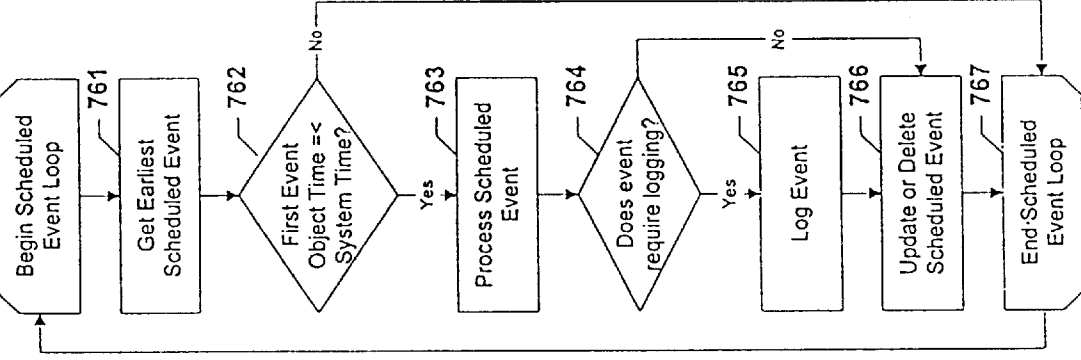 Begin Scheduled
Event Loop
761
Get Earliest
Scheduled Event
762
First Event
Object Time =<
System Time?
No
Yes
763
Process Scheduled
Event
764
Does event
require logging?
No
Yes
765
Log Event
766
Update or Delete
Scheduled Event
767
End·Scheduled
Event Loop